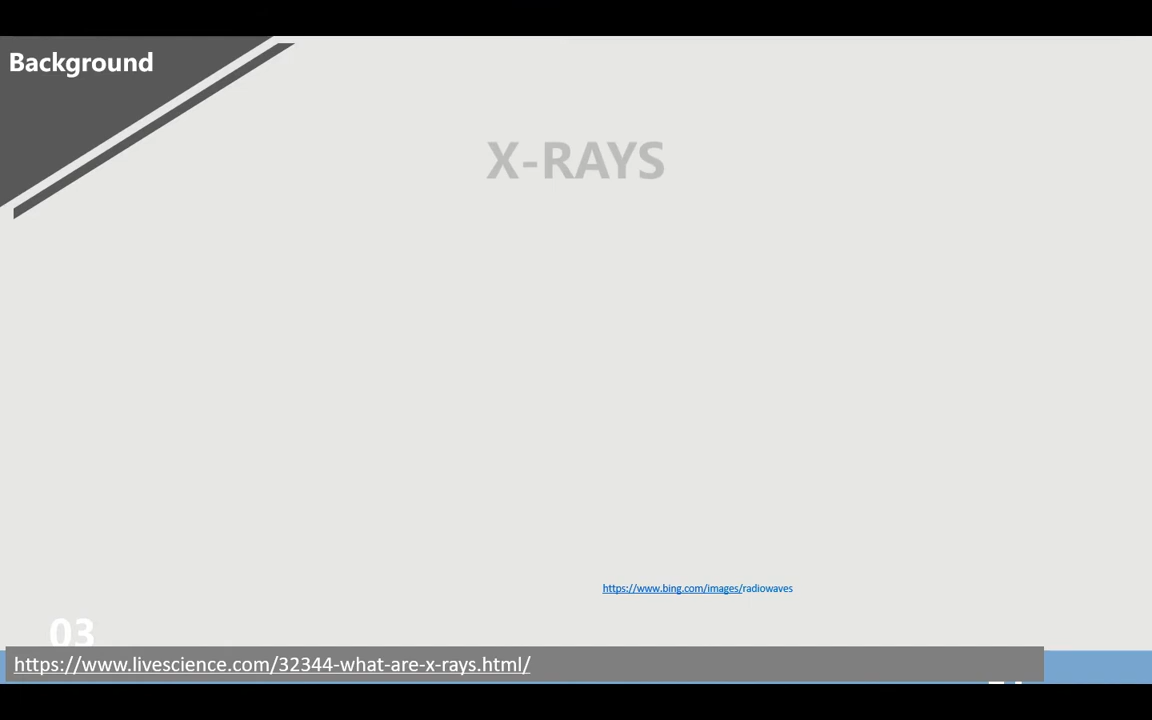 Background
X-RAYS
https://www.bing.com/images/radiowaves
03
https://www.livescience.com/32344-what-are-x-rays.html/